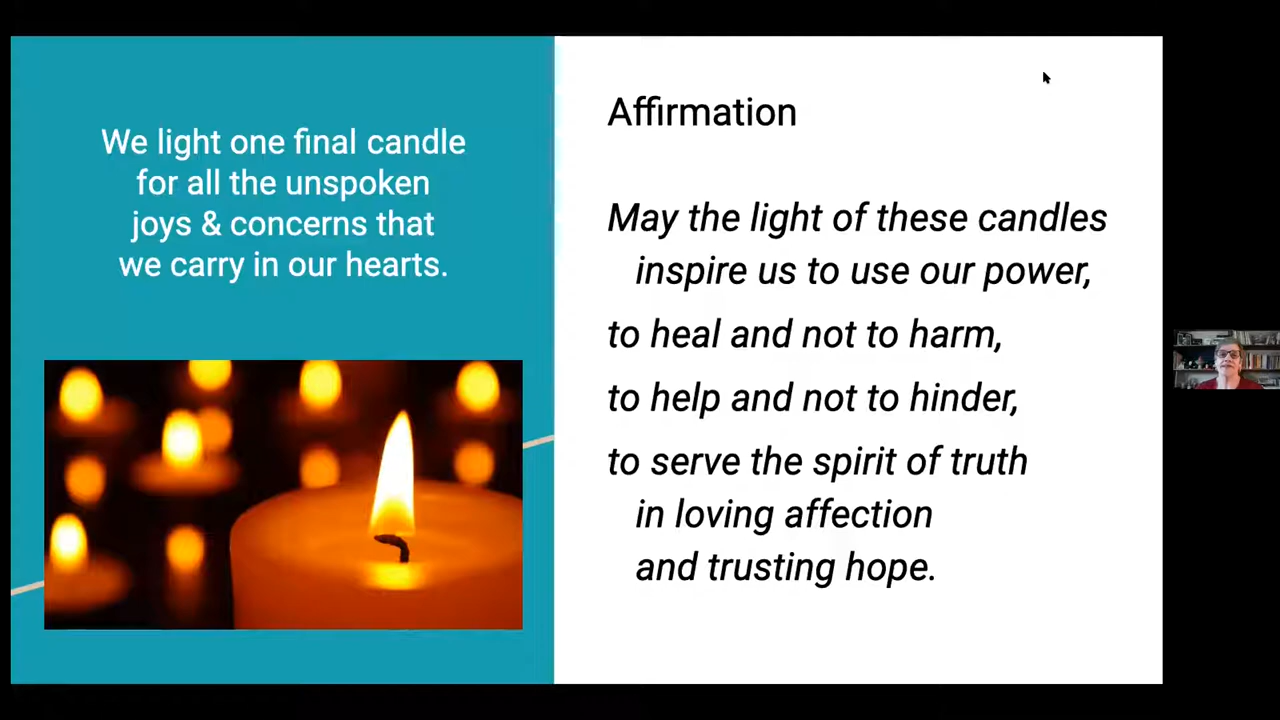 We light one final candle
for all the unspoken
joys & concerns that
we carry in our hearts.
Affirmation
May the light of these candles
inspire us to use our power,
to heal and not to harm,
to help and not to hinder,
to serve the spirit of truth
in loving affection
and trusting hope.